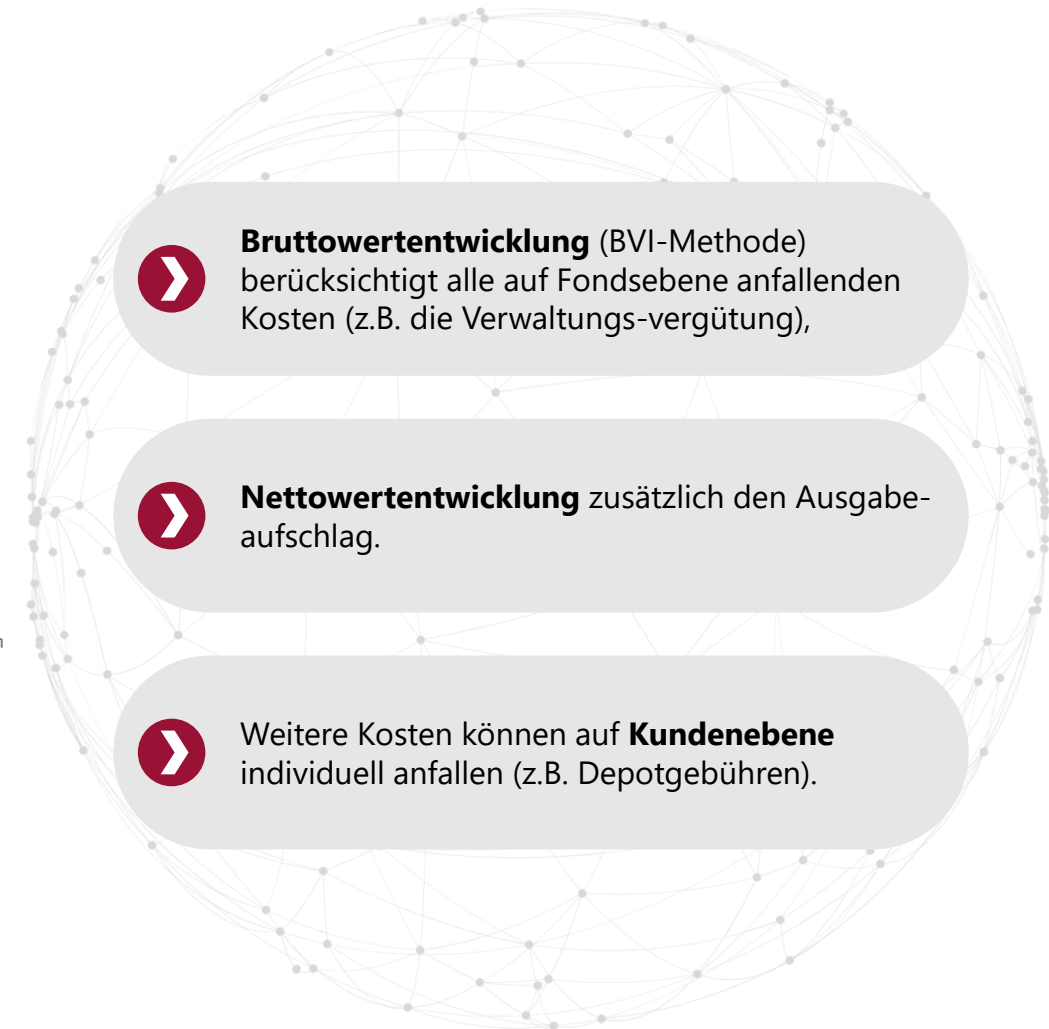 Bruttowertentwicklung (BVI-Methode)
berücksichtigt alle auf Fondsebene anfallenden
Kosten (z.B. die Verwaltungs-vergütung),
Nettowertentwicklung zusätzlich den Ausgabe-
aufschlag.
Weitere Kosten können auf Kundenebene
individuell anfallen (z.B. Depotgebühren).